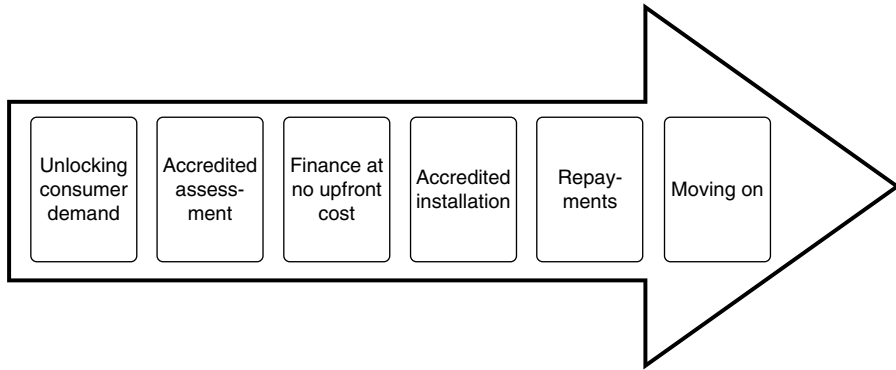 Unlocking
consumer
demand
Accredited
assess-
ment
Finance at
no upfront
cost
Accredited
installation
Repay-
ments
Moving on